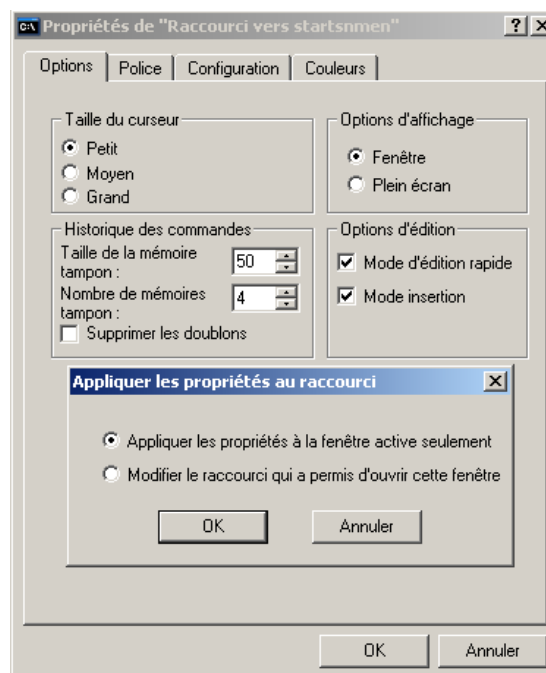 Propriétés de "Raccourci vers startsnmen"
Options Police Configuration Couleurs
Taille du curseur
Petit
Moyen
Grand
Options d'affichage
Fenêtre
Plein écran
Historique des commandes
Taille de la mémoire
tampon :
50
Nombre de mémoires
tampon :
4
Supprimer les doublons
Options d'édition
Mode d'édition rapide
Mode insertion
Appliquer les propriétés au raccourci
Appliquer les propriétés à la fenêtre active seulement
Modifier le raccourci qui a permis d'ouvrir cette fenêtre
OK Annuler
OK Annuler